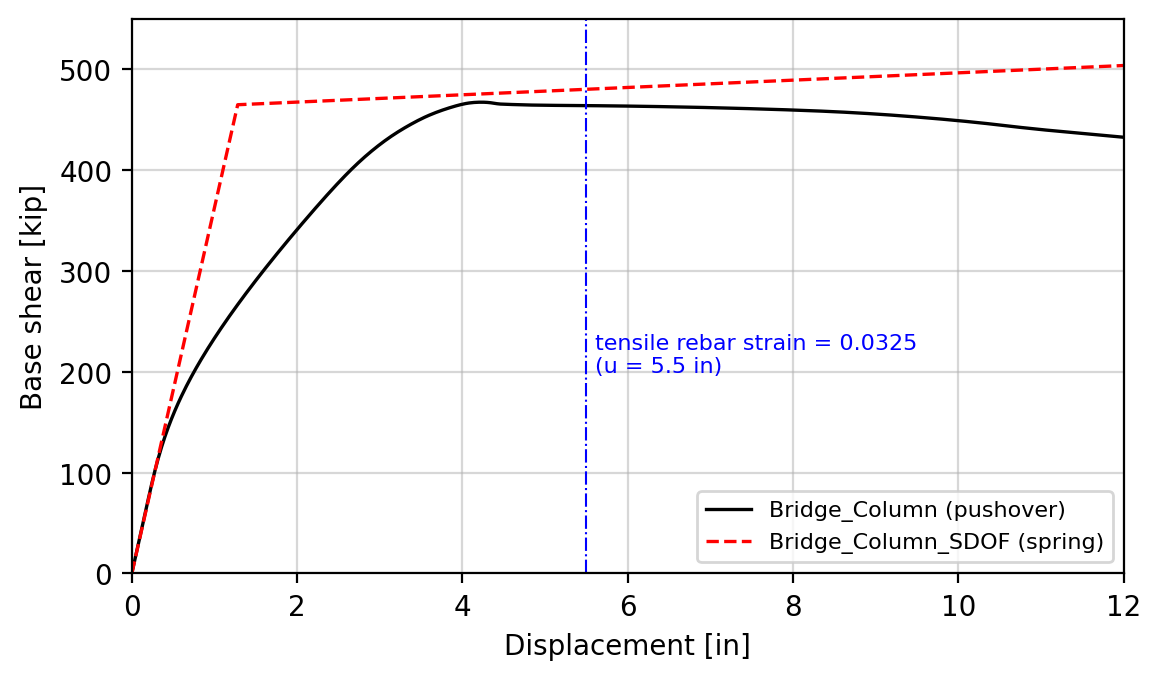 500
400
300
200
100
0
Base shear [kip]
tensile rebar strain = 0.0325
(u = 5.5 in)
Bridge_Column (pushover)
Bridge_Column_SDOF (spring)
0 2 4 6 8 10 12
Displacement [in]